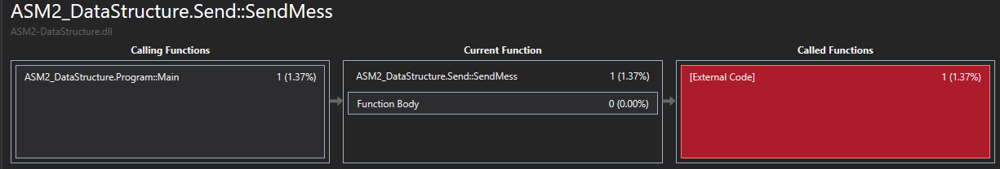 ASM2_DataStructure.Send::SendMess
ASM2-DataStructure.dll
Calling Functions
Current Function
Called Functions
ASM2_DataStructure.Program::Main 1 (1.37%)
ASM2_DataStructure.Send::SendMess 1 (1.37%)
[External Code] 1 (1.37%)
Function Body 0 (0.00%)